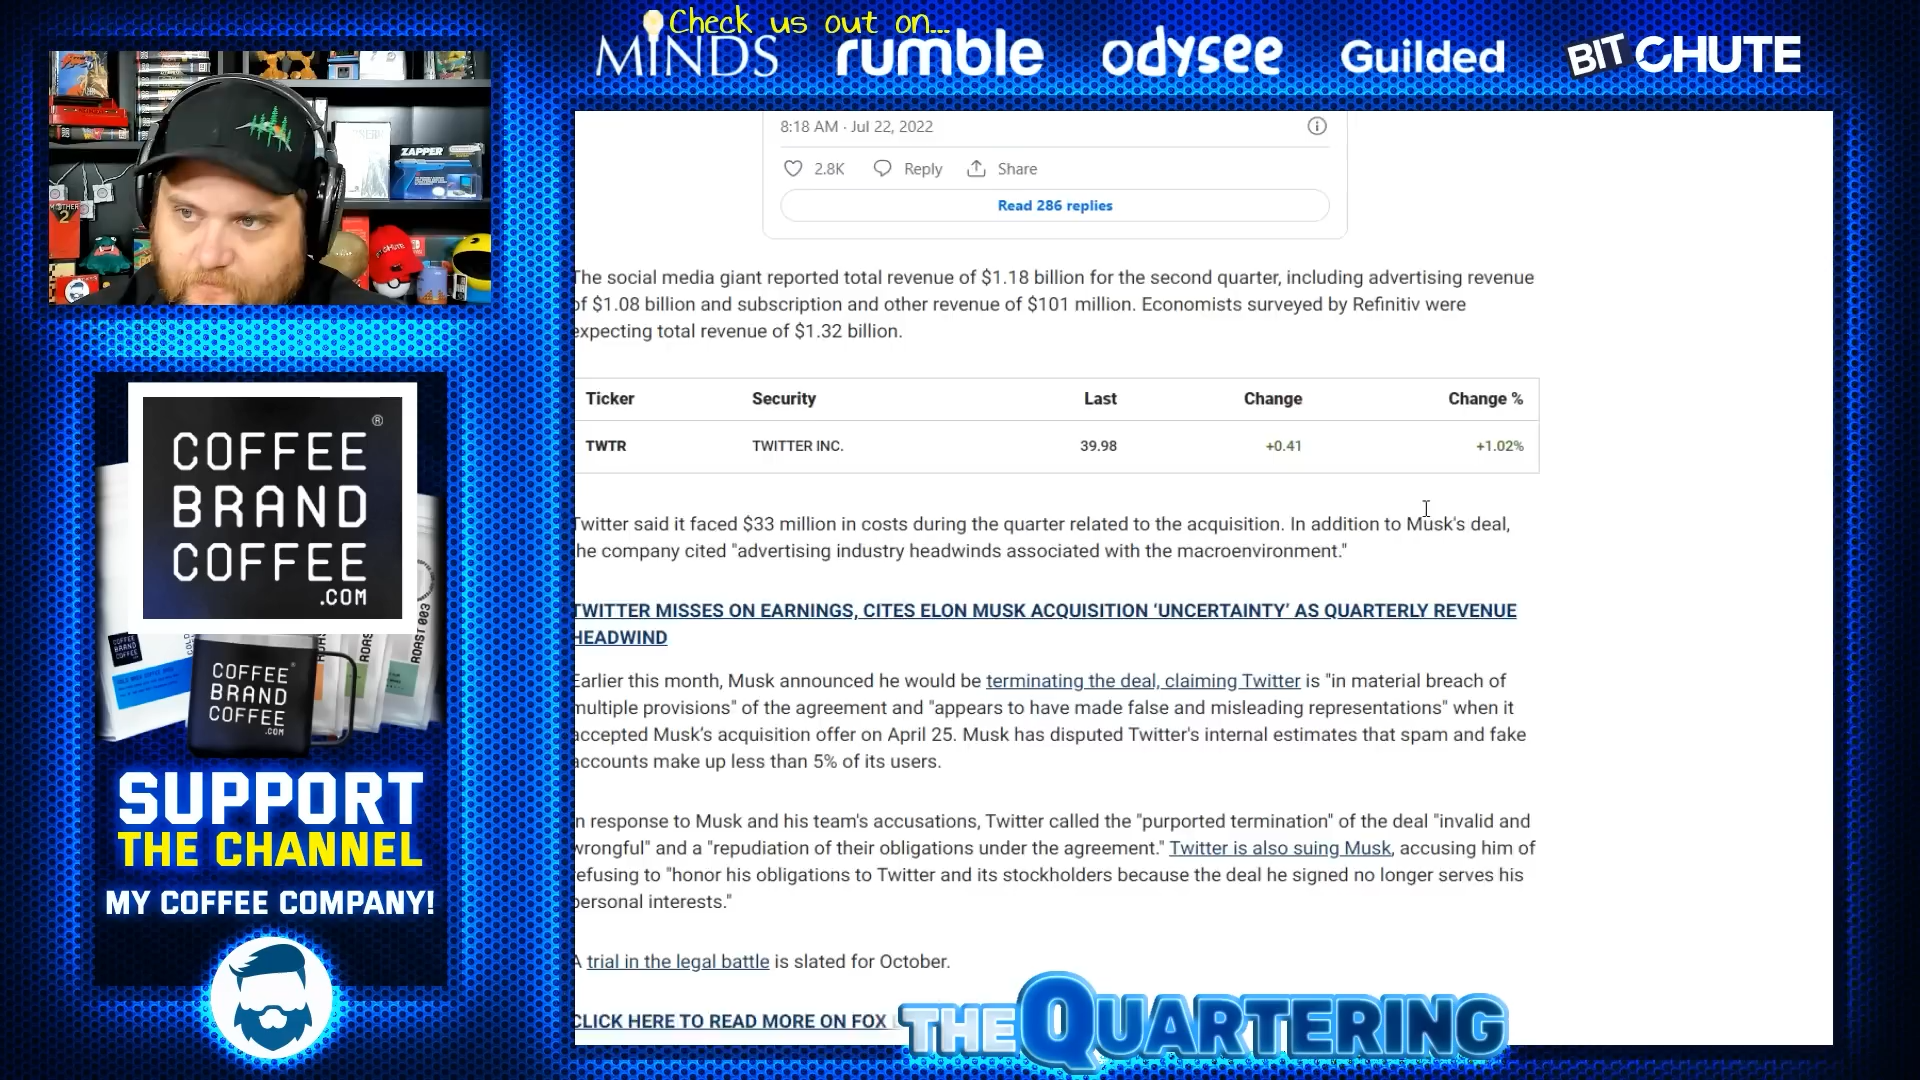 Check us out on...
MINDS rumble odysee Guilded BIT CHUTE
ZAPPER
MOTHER
2
BITCHUTE
8:18 AM · Jul 22, 2022
2.8K Reply Share
Read 286 replies
The social media giant reported total revenue of $1.18 billion for the second quarter, including advertising revenue
of $1.08 billion and subscription and other revenue of $101 million. Economists surveyed by Refinitiv were
expecting total revenue of $1.32 billion.
Ticker Security Last Change Change %
TWTR TWITTER INC. 39.98 +0.41 +1.02%
Twitter said it faced $33 million in costs during the quarter related to the acquisition. In addition to Musk's deal,
the company cited "advertising industry headwinds associated with the macroenvironment."
TWITTER MISSES ON EARNINGS, CITES ELON MUSK ACQUISITION ‘UNCERTAINTY’ AS QUARTERLY REVENUE
HEADWIND
Earlier this month, Musk announced he would be terminating the deal, claiming Twitter is "in material breach of
multiple provisions" of the agreement and "appears to have made false and misleading representations" when it
accepted Musk’s acquisition offer on April 25. Musk has disputed Twitter's internal estimates that spam and fake
accounts make up less than 5% of its users.
In response to Musk and his team's accusations, Twitter called the "purported termination" of the deal "invalid and
wrongful" and a "repudiation of their obligations under the agreement." Twitter is also suing Musk, accusing him of
refusing to "honor his obligations to Twitter and its stockholders because the deal he signed no longer serves his
personal interests."
A trial in the legal battle is slated for October.
CLICK HERE TO READ MORE ON FOX
COFFEE
BRAND
COFFEE
.COM
®
ROAST 003
COFFEE
BRAND
COFFEE
.COM
SUPPORT
THE CHANNEL
MY COFFEE COMPANY!
THE QUARTERING